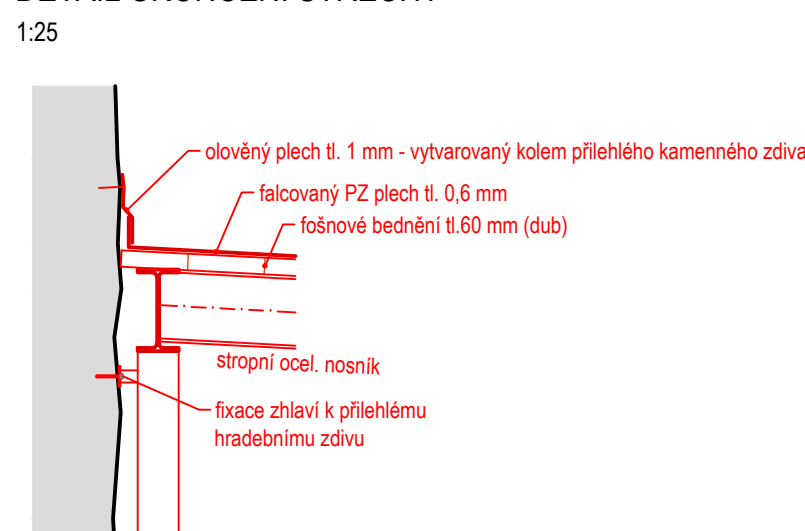 1:25
olověný plech tl. 1 mm - vytvarovaný kolem přilehlého kamenného zdiva
falcovaný PZ plech tl. 0,6 mm
fošnové bednění tl.60 mm (dub)
stropní ocel. nosník
fixace zhlaví k přilehlému
hradebnímu zdivu